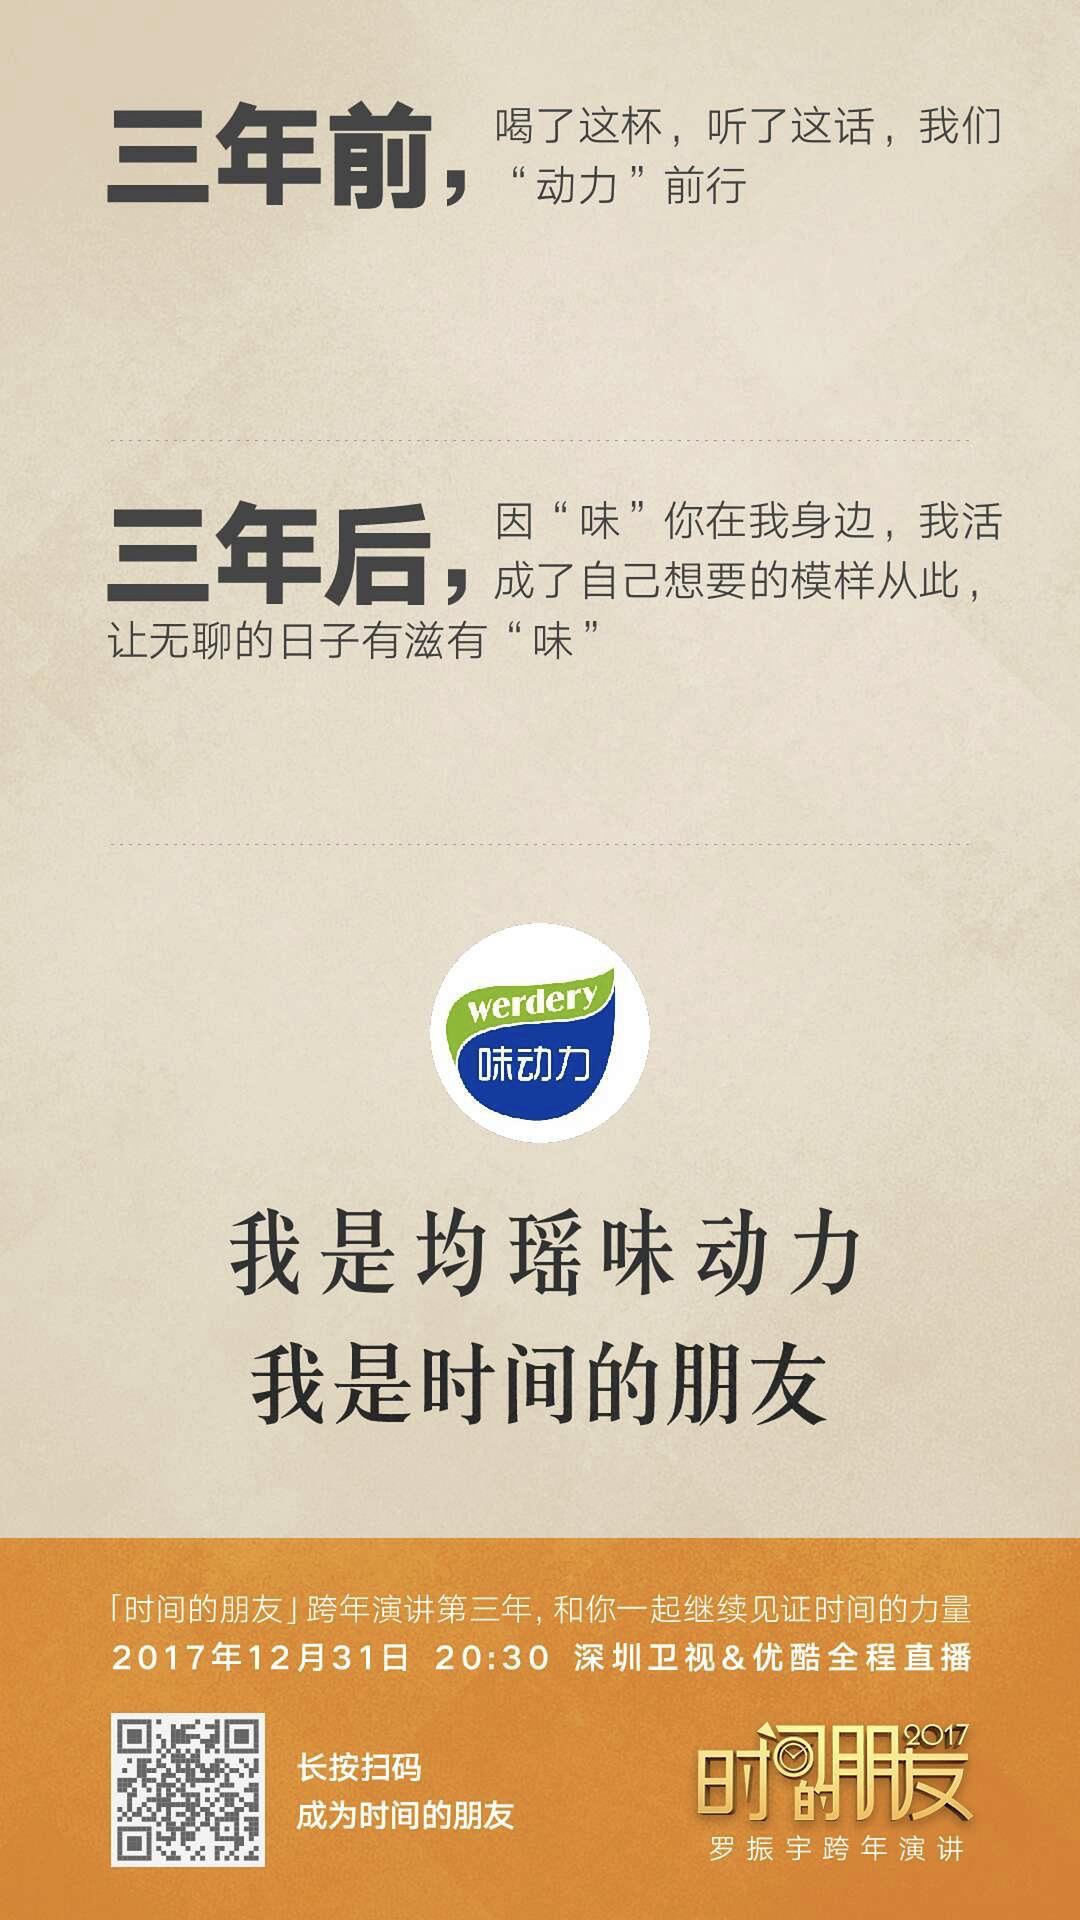 三年前，喝了这杯，听了这话，我们
“动力”前行
三年后，因“味”你在我身边，我活
成了自己想要的模样从此，
让无聊的日子有滋有“味”
werdery
味动力
我是均瑶味动力
我是时间的朋友
「时间的朋友」跨年演讲第三年，和你一起继续见证时间的力量
2017年12月31日 20:30 深圳卫视&优酷全程直播
长按扫码
成为时间的朋友
时间的朋友2017
罗振宇跨年演讲